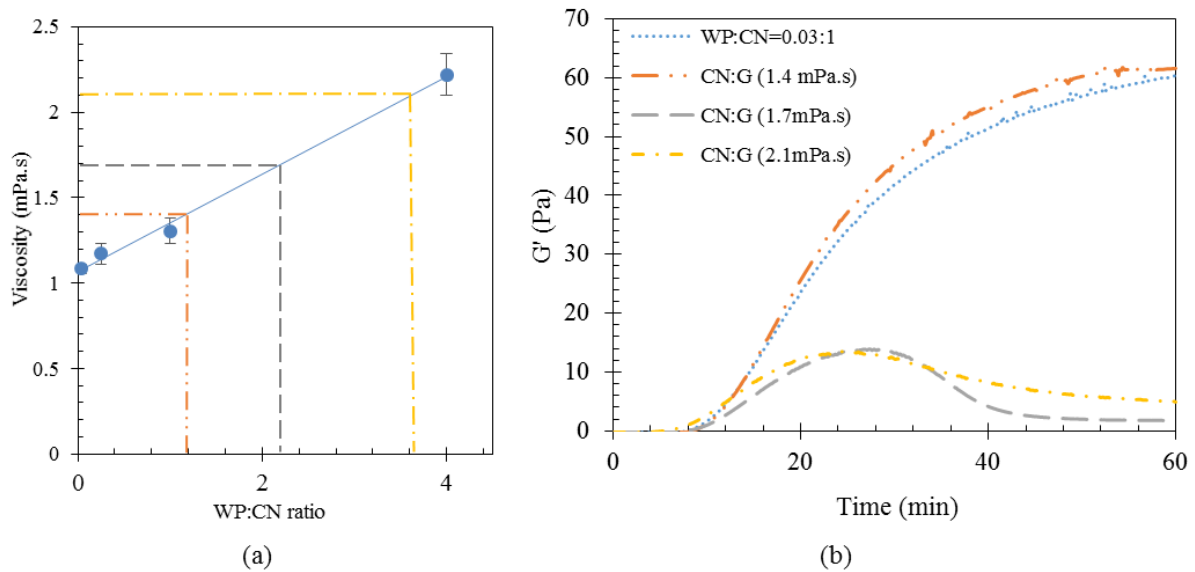 2.5
2
1.5
1
0.5
0
Viscosity (mPa.s)
0 2 4
WP:CN ratio
(a)
70
60
50
40
30
20
10
0
G' (Pa)
WP:CN=0.03:1
CN:G (1.4 mPa.s)
CN:G (1.7mPa.s)
CN:G (2.1mPa.s)
0 20 40 60
Time (min)
(b)